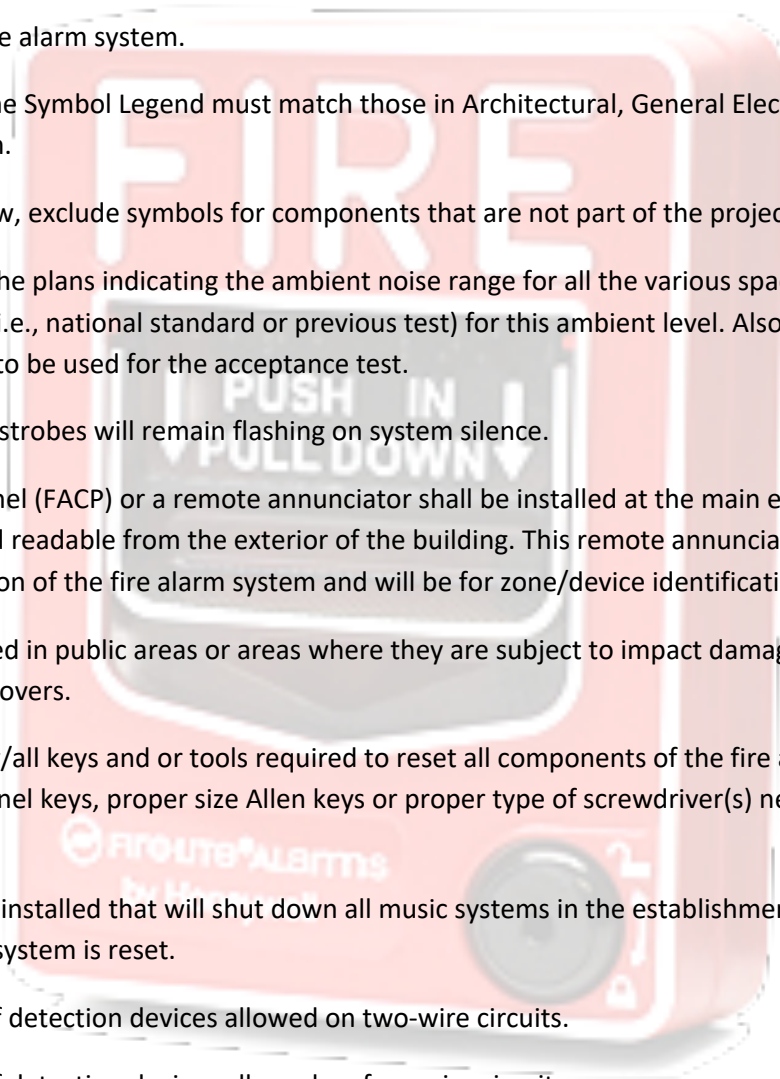 e alarm system.
ne Symbol Legend must match those in Architectural, General Elec
n.
w, exclude symbols for components that are not part of the projec
he plans indicating the ambient noise range for all the various spa
i.e., national standard or previous test) for this ambient level. Also
to be used for the acceptance test.
strobes will remain flashing on system silence.
nel (FACP) or a remote annunciator shall be installed at the main e
d readable from the exterior of the building. This remote annuncia
on of the fire alarm system and will be for zone/device identificati
ed in public areas or areas where they are subject to impact damag
overs.
/all keys and or tools required to reset all components of the fire a
nel keys, proper size Allen keys or proper type of screwdriver(s) ne
installed that will shut down all music systems in the establishmen
system is reset.
f detection devices allowed on two-wire circuits.
FIRE
PUSH IN
PULL DOWN
FIRE-LITE ALARMS
by Honeywell